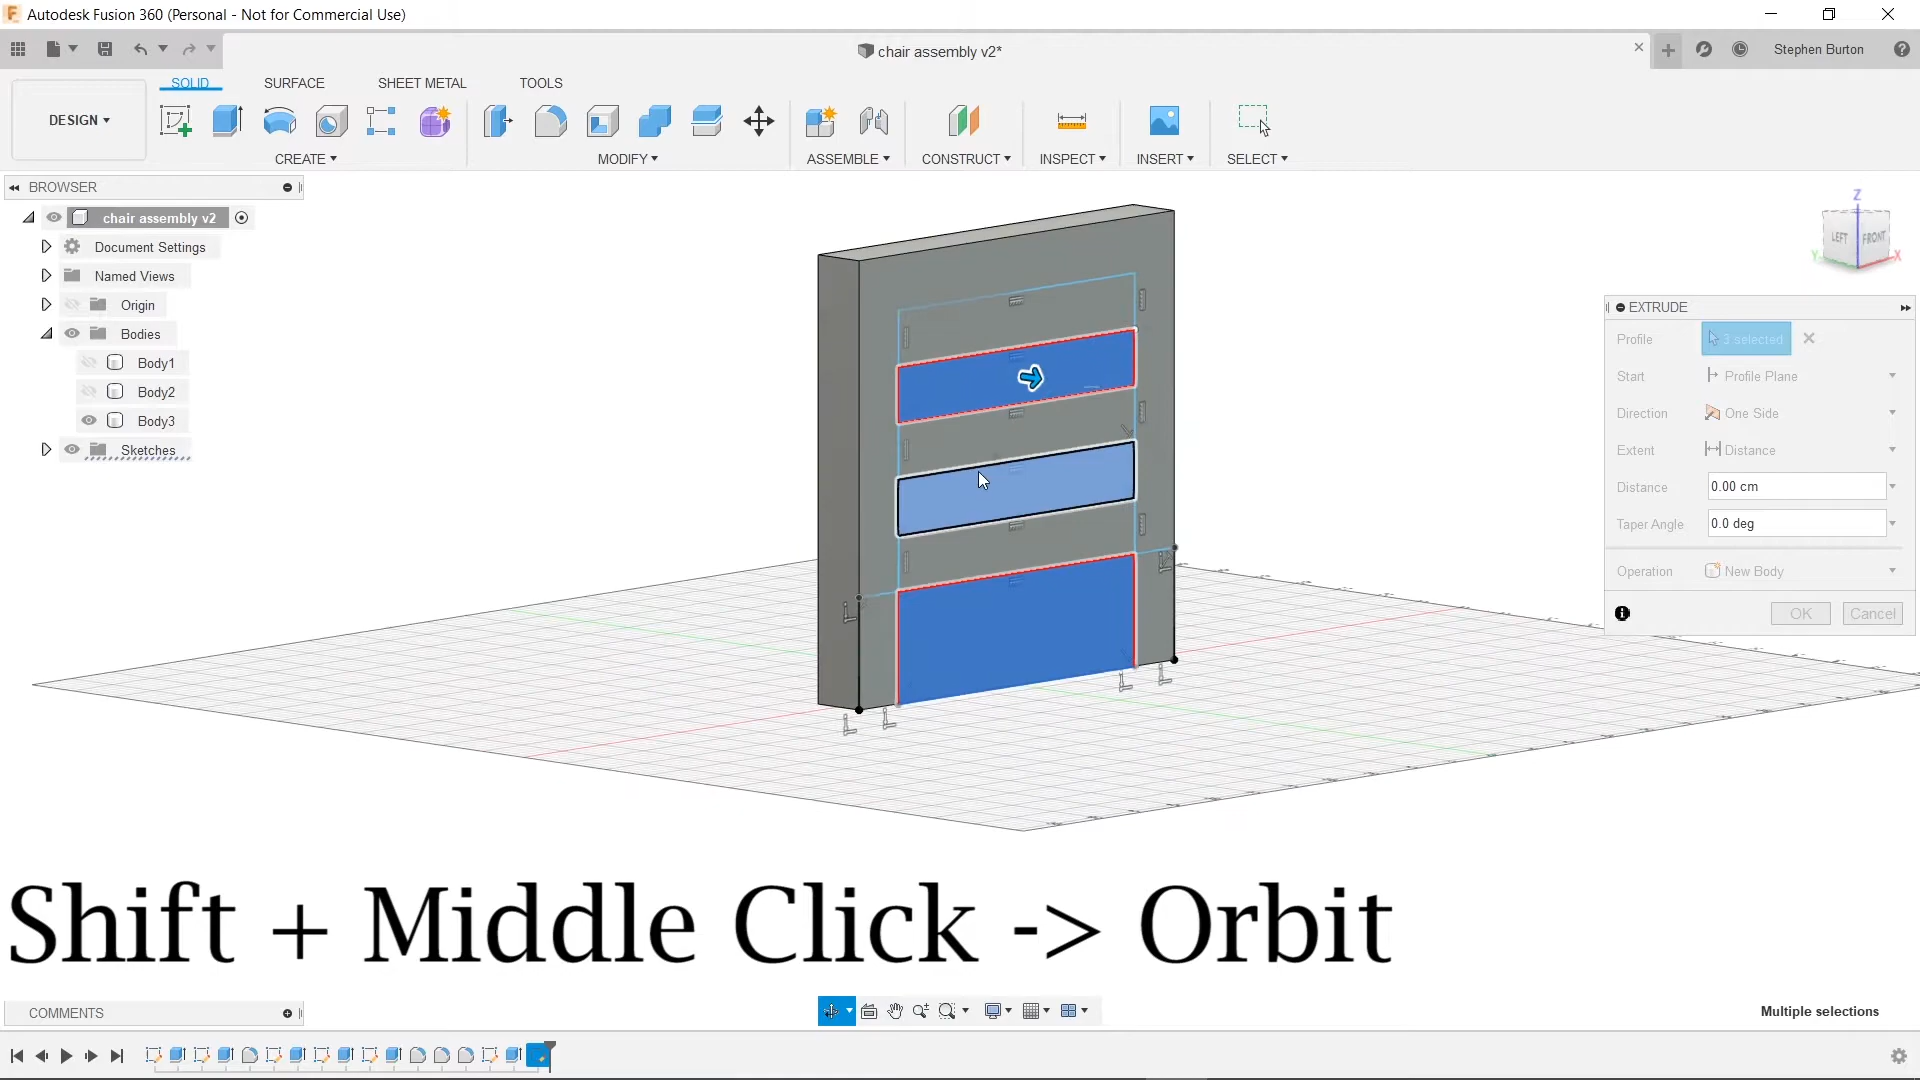 Autodesk Fusion 360 (Personal - Not for Commercial Use)
chair assembly v2*
Stephen Burton
SOLID SURFACE SHEET METAL TOOLS
DESIGN
CREATE MODIFY ASSEMBLE CONSTRUCT INSPECT INSERT SELECT
BROWSER
chair assembly v2
Document Settings
Named Views
Origin
Bodies
Body1
Body2
Body3
Sketches
Z
LEFT FRONT
Y X
EXTRUDE
Profile 3 selected
Start Profile Plane
Direction One Side
Extent Distance
Distance 0.00 cm
Taper Angle 0.0 deg
Operation New Body
OK Cancel
Shift + Middle Click -> Orbit
COMMENTS
Multiple selections